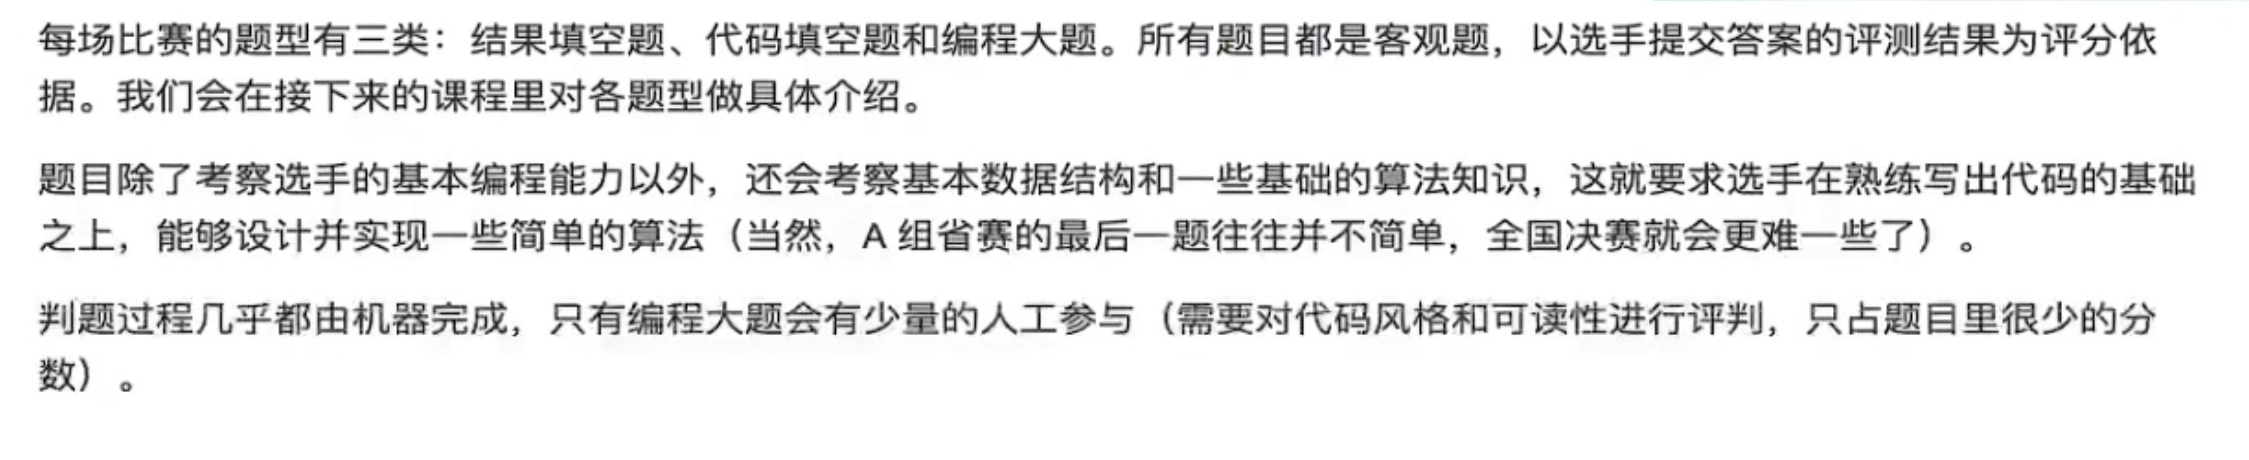 每场比赛的题型有三类：结果填空题、代码填空题和编程大题。所有题目都是客观题，以选手提交答案的评测结果为评分依
据。我们会在接下来的课程里对各题型做具体介绍。
题目除了考察选手的基本编程能力以外，还会考察基本数据结构和一些基础的算法知识，这就要求选手在熟练写出代码的基础
之上，能够设计并实现一些简单的算法（当然，A 组省赛的最后一题往往并不简单，全国决赛就会更难一些了）。
判题过程几乎都由机器完成，只有编程大题会有少量的人工参与（需要对代码风格和可读性进行评判，只占题目里很少的分
数）。